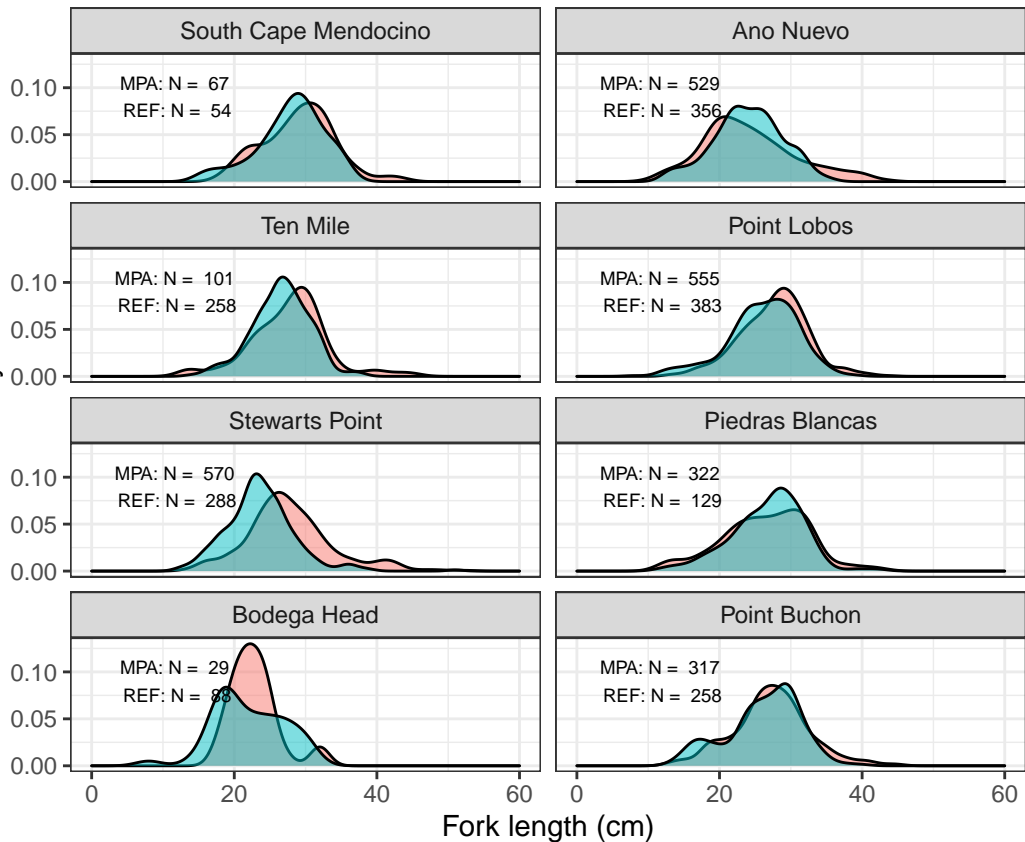 South Cape Mendocino
MPA: N = 67
REF: N = 54
0.10
0.05
0.00
Ano Nuevo
MPA: N = 529
REF: N = 356
Ten Mile
MPA: N = 101
REF: N = 258
0.10
0.05
0.00
Point Lobos
MPA: N = 555
REF: N = 383
Stewarts Point
MPA: N = 570
REF: N = 288
0.10
0.05
0.00
Piedras Blancas
MPA: N = 322
REF: N = 129
Bodega Head
MPA: N = 29
REF: N = 88
0.10
0.05
0.00
Point Buchon
MPA: N = 317
REF: N = 258
0 20 40 60
0 20 40 60
Fork length (cm)